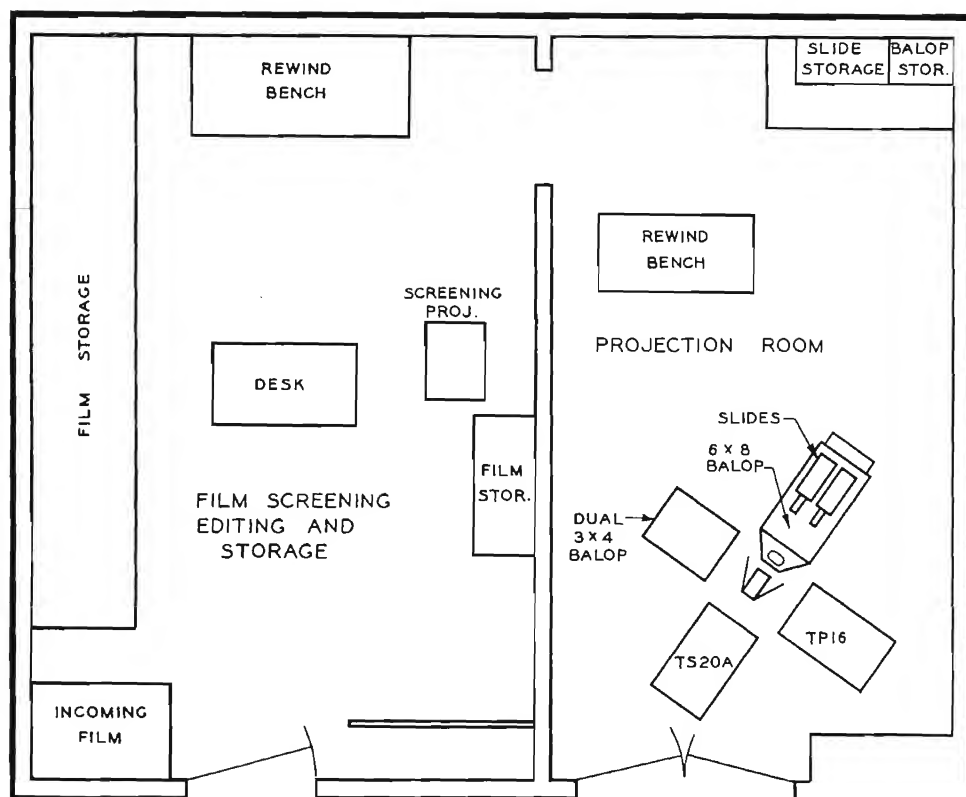 REWIND
BENCH
SLIDE
STORAGE
BALOP
STOR.
FILM STORAGE
REWIND
BENCH
SCREENING
PROJ.
PROJECTION ROOM
DESK
SLIDES
6 X 8
BALOP
FILM
STOR.
FILM SCREENING
EDITING AND
STORAGE
DUAL
3 X 4
BALOP
TP16
TS20A
INCOMING
FILM